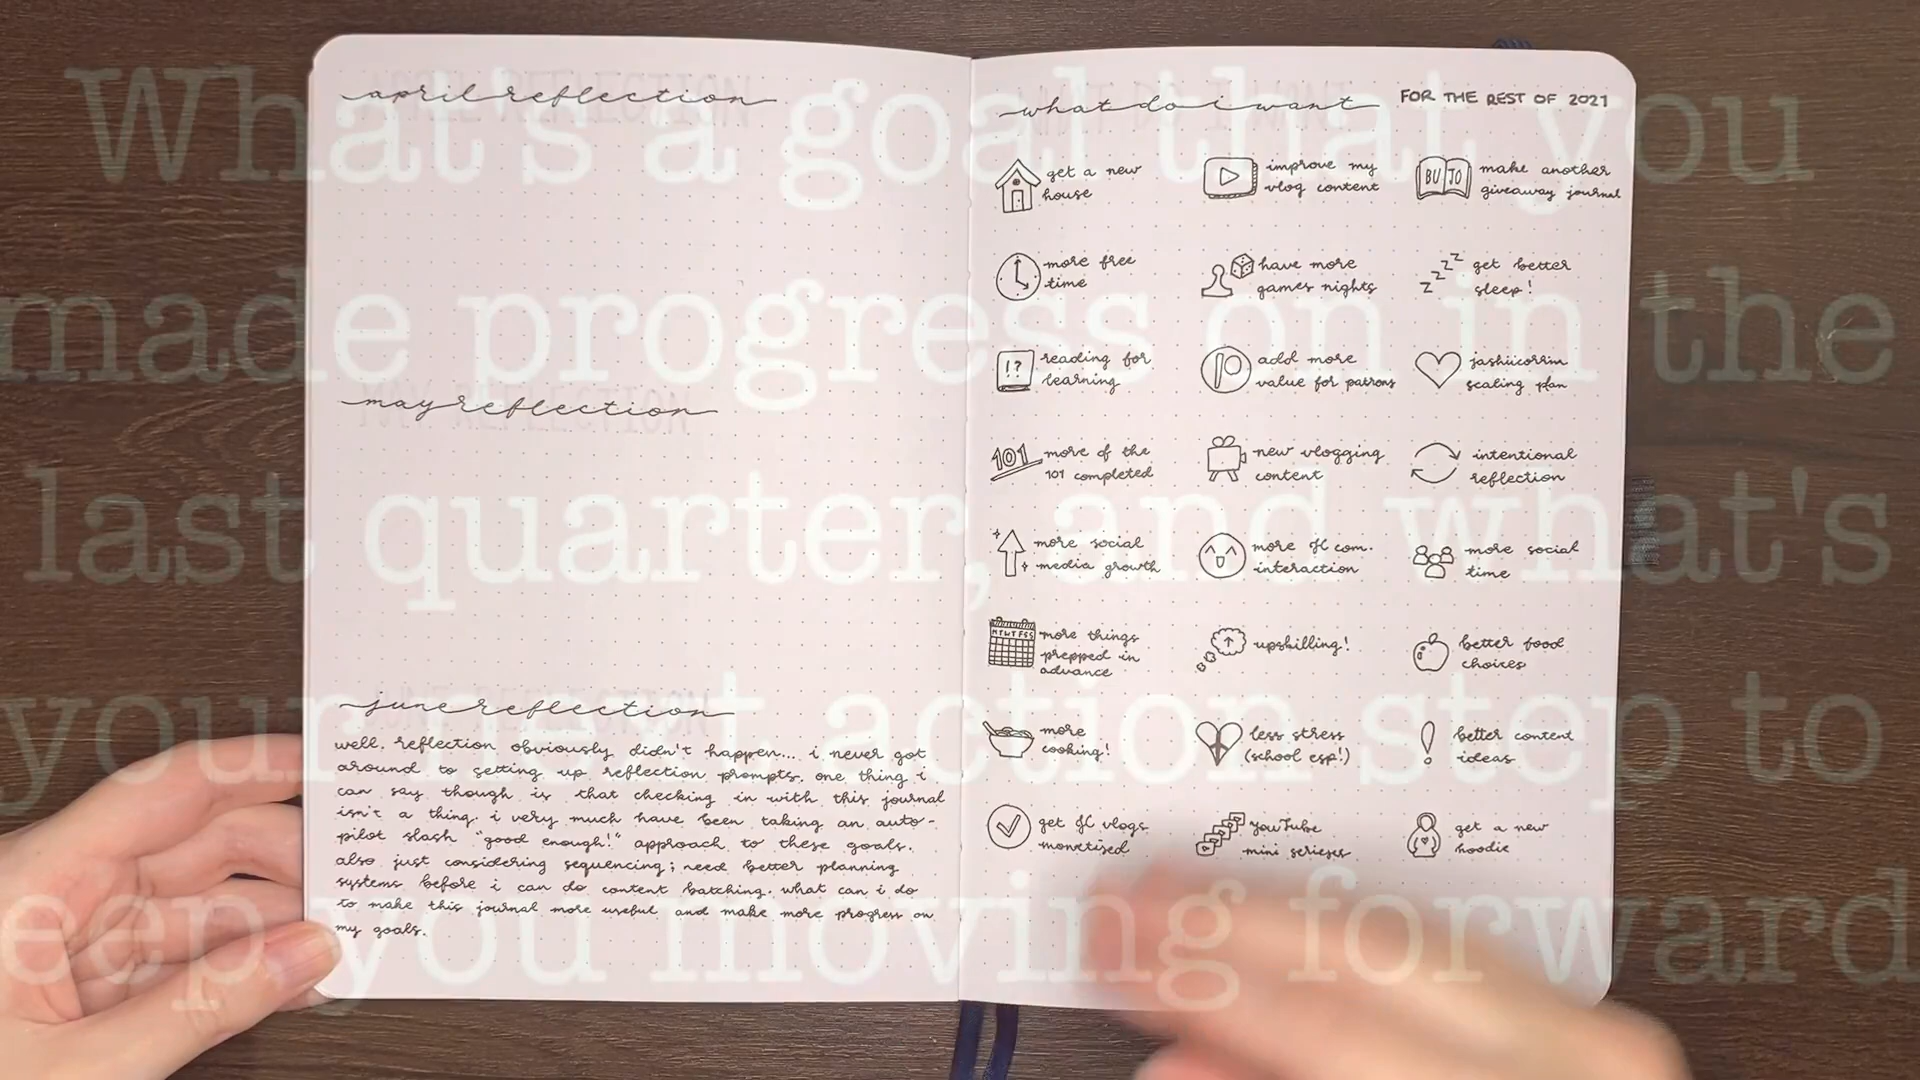 What's a goal that you
made progress on in the
last quarter, and what's
your next action step to
eep you moving forward
april reflection
may reflection
june reflection
well, reflection obviously didn't happen... i never got
around to setting up reflection prompts. one thing i
can say though is that checking in with this journal
isn't a thing. i very much have been taking an auto-
pilot slash "good enough!" approach to these goals.
also just considering sequencing; need better planning
systems before i can do content batching. what can i do
to make this journal more useful and make more progress on
my goals.
what do i want FOR THE REST OF 2021
get a new
house
improve my
vlog content
BUJO
make another
giveaway journal
more free
time
have more
games nights
zzzz
get better
sleep!
!?
reading for
learning
add more
value for patrons
jashiicorrin
scaling plan
101
more of the
101 completed
new vlogging
content
intentional
reflection
more social
media growth
more JC com.
interaction
more social
time
MTWTFSS
more things
prepped in
advance
upskilling!
better food
choices
more
cooking!
less stress
(school esp!)
better content
ideas
get JC vlogs
monetised
YouTube
mini serieses
get a new
hoodie